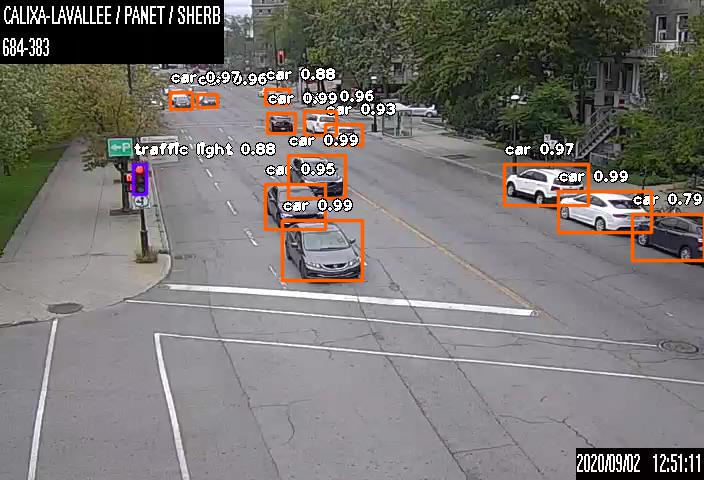 CALIXA-LAVALLEE / PANET / SHERB
684-383
car 0.97
0.96
car 0.88
car 0.99
0.96
car 0.93
car 0.99
traffic light 0.88
car 0.95
car 0.99
car 0.97
car 0.99
car 0.79
P
2020/09/02 12:51:11